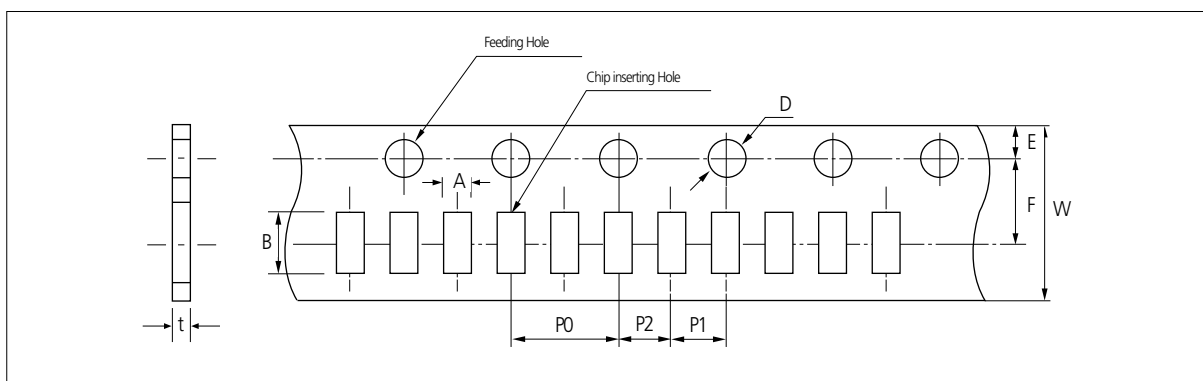 Feeding Hole
Chip inserting Hole
D
E
A
F
W
B
t
P0
P2
P1